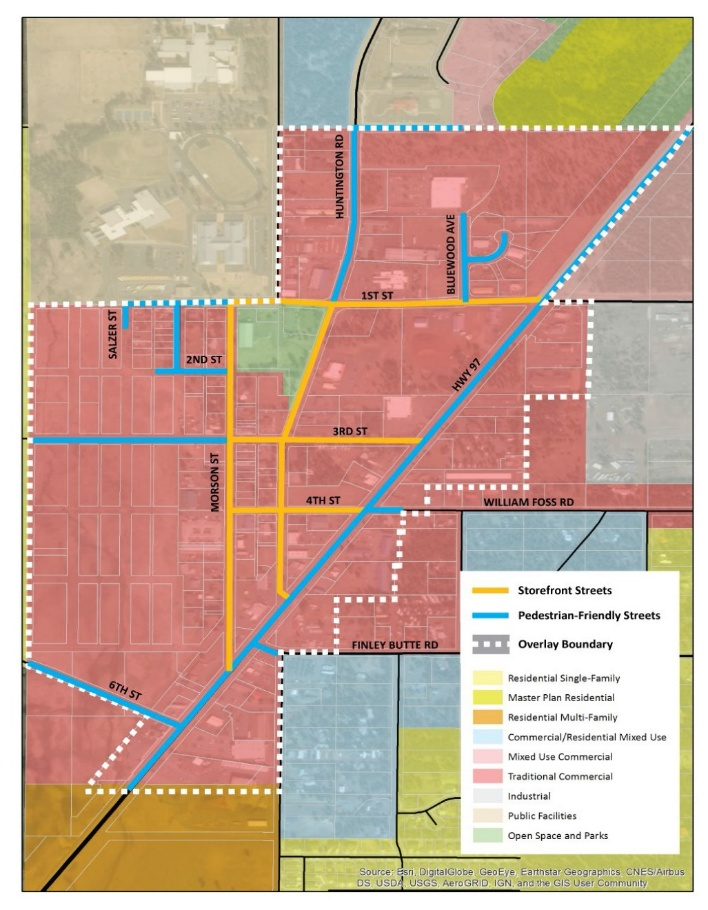 HUNTINGTON RD
BLUEWOOD AVE
1ST ST
SALZER ST
2ND ST
HWY 97
3RD ST
MORSON ST
4TH ST
WILLIAM FOSS RD
FINLEY BUTTE RD
6TH ST
Storefront Streets
Pedestrian-Friendly Streets
Overlay Boundary
Residential Single-Family
Master Plan Residential
Residential Multi-Family
Commercial/Residential Mixed Use
Mixed Use Commercial
Traditional Commercial
Industrial
Public Facilities
Open Space and Parks
Source: Esri, DigitalGlobe, GeoEye, Earthstar Geographics, CNES/Airbus
DS, USDA, USGS, AeroGRID, IGN, and the GIS User Community